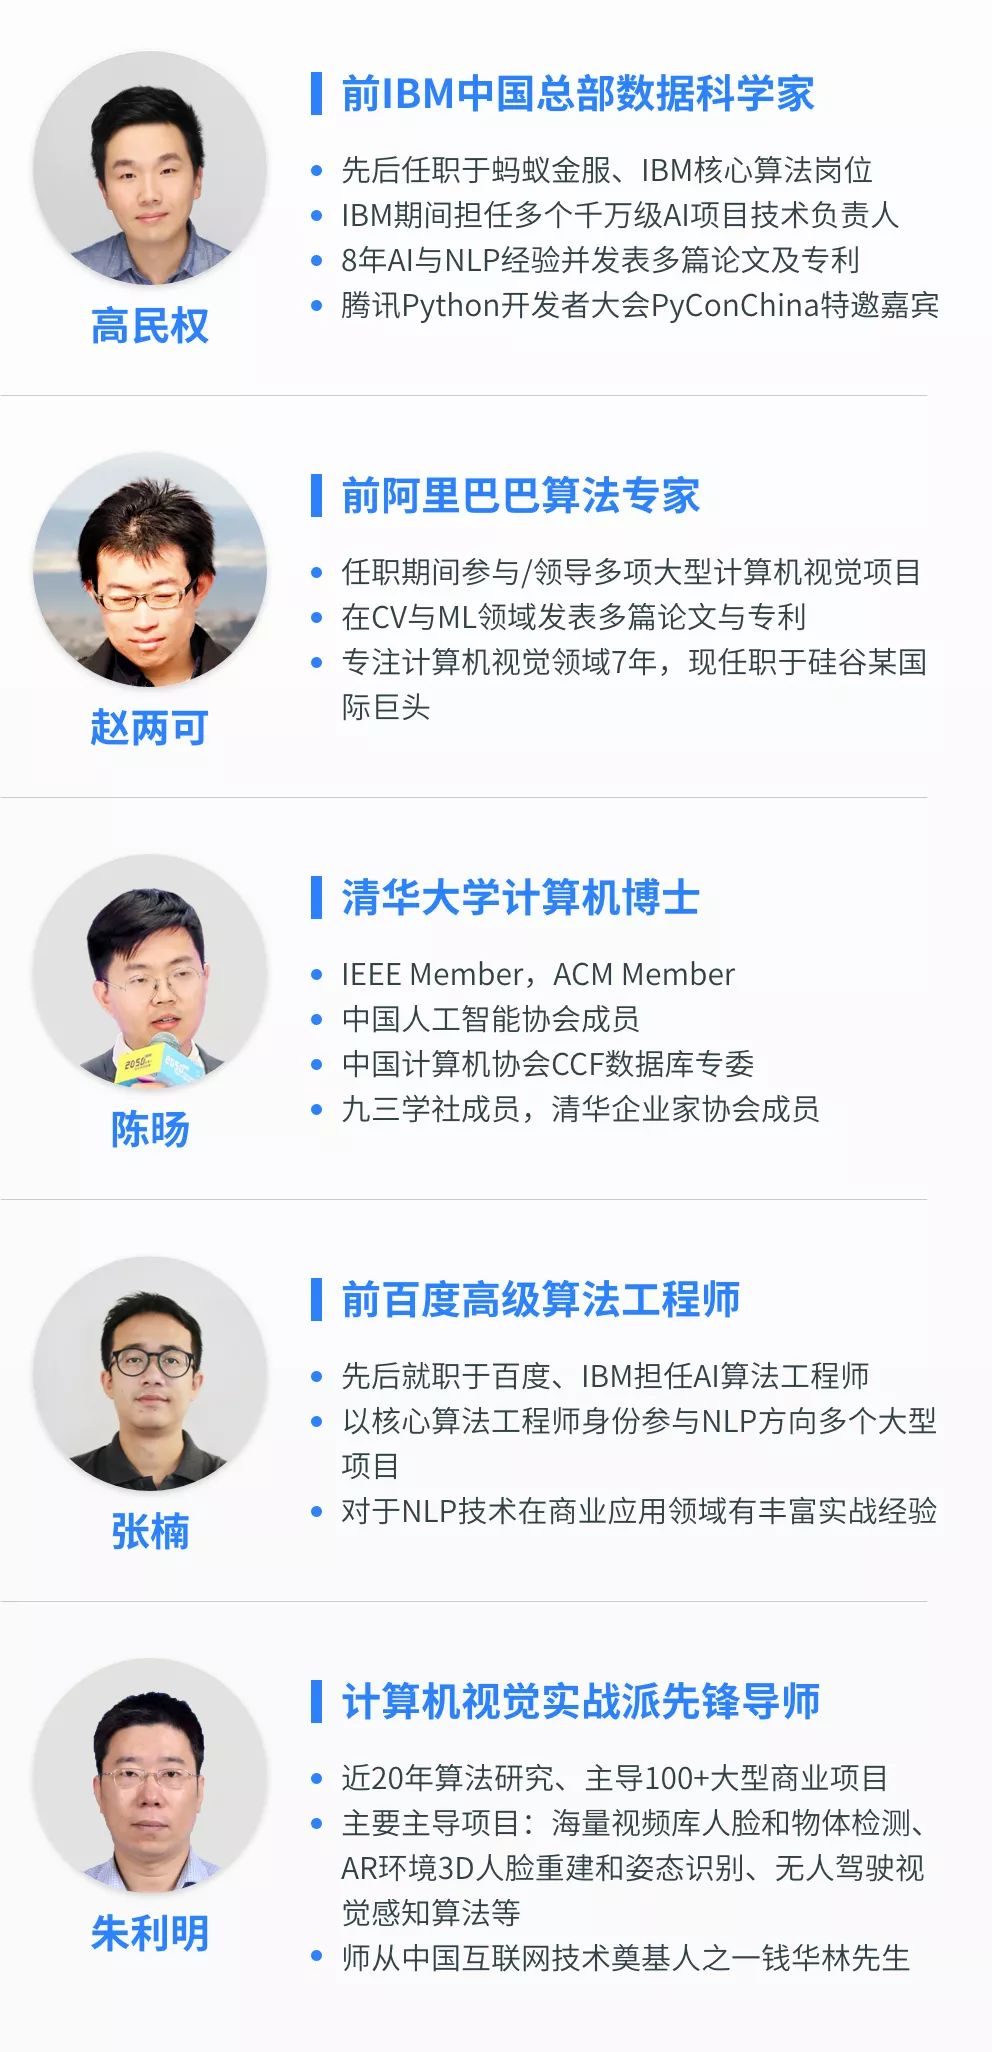 前IBM中国总部数据科学家
先后任职于蚂蚁金服、IBM核心算法岗位
IBM期间担任多个千万级AI项目技术负责人
8年AI与NLP经验并发表多篇论文及专利
腾讯Python开发者大会PyConChina特邀嘉宾
高民权
前阿里巴巴算法专家
任职期间参与/领导多项大型计算机视觉项目
在CV与ML领域发表多篇论文与专利
专注计算机视觉领域7年，现任职于硅谷某国
际巨头
赵两可
清华大学计算机博士
IEEE Member，ACM Member
中国人工智能协会成员
中国计算机协会CCF数据库专委
九三学社成员，清华企业家协会成员
2050
2050
陈旸
前百度高级算法工程师
先后就职于百度、IBM担任AI算法工程师
以核心算法工程师身份参与NLP方向多个大型
项目
对于NLP技术在商业应用领域有丰富实战经验
张楠
计算机视觉实战派先锋导师
近20年算法研究、主导100+大型商业项目
主要主导项目：海量视频库人脸和物体检测、
AR环境3D人脸重建和姿态识别、无人驾驶视
觉感知算法等
师从中国互联网技术奠基人之一钱华林先生
朱利明